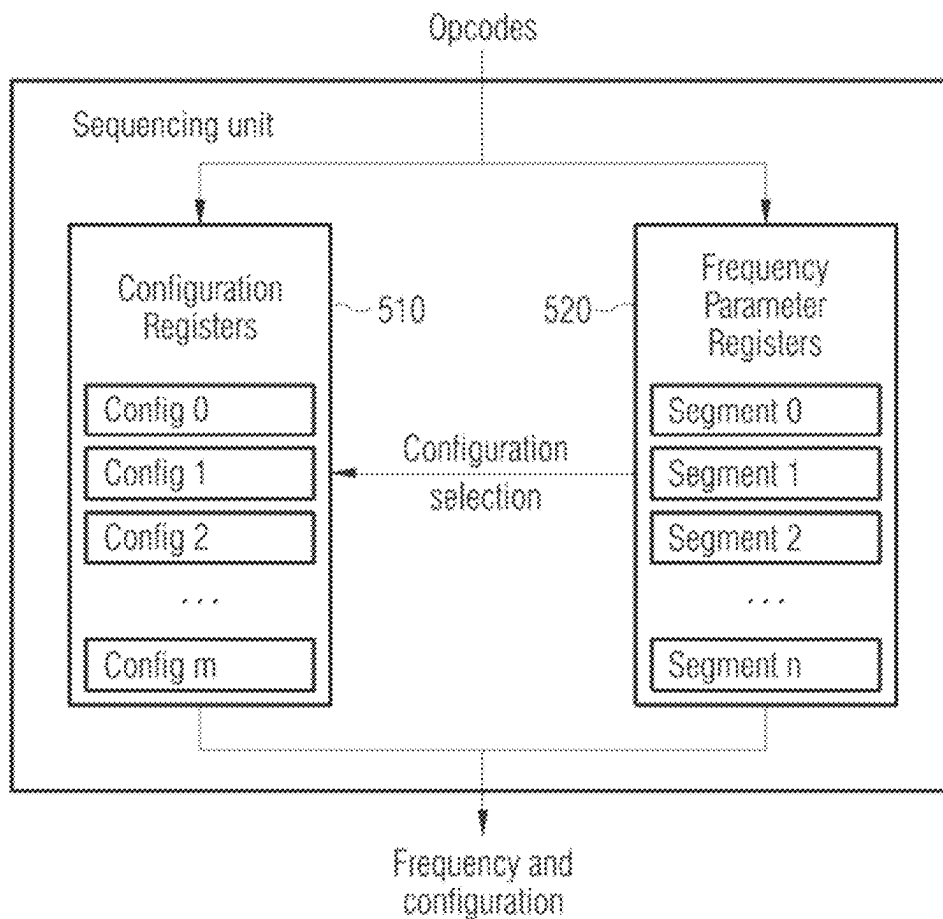 Opcodes
Sequencing unit
Configuration
Registers
510
520
Frequency
Parameter
Registers
Config 0
Config 1
Config 2
...
Config m
Configuration
selection
Segment 0
Segment 1
Segment 2
...
Segment n
Frequency and
configuration